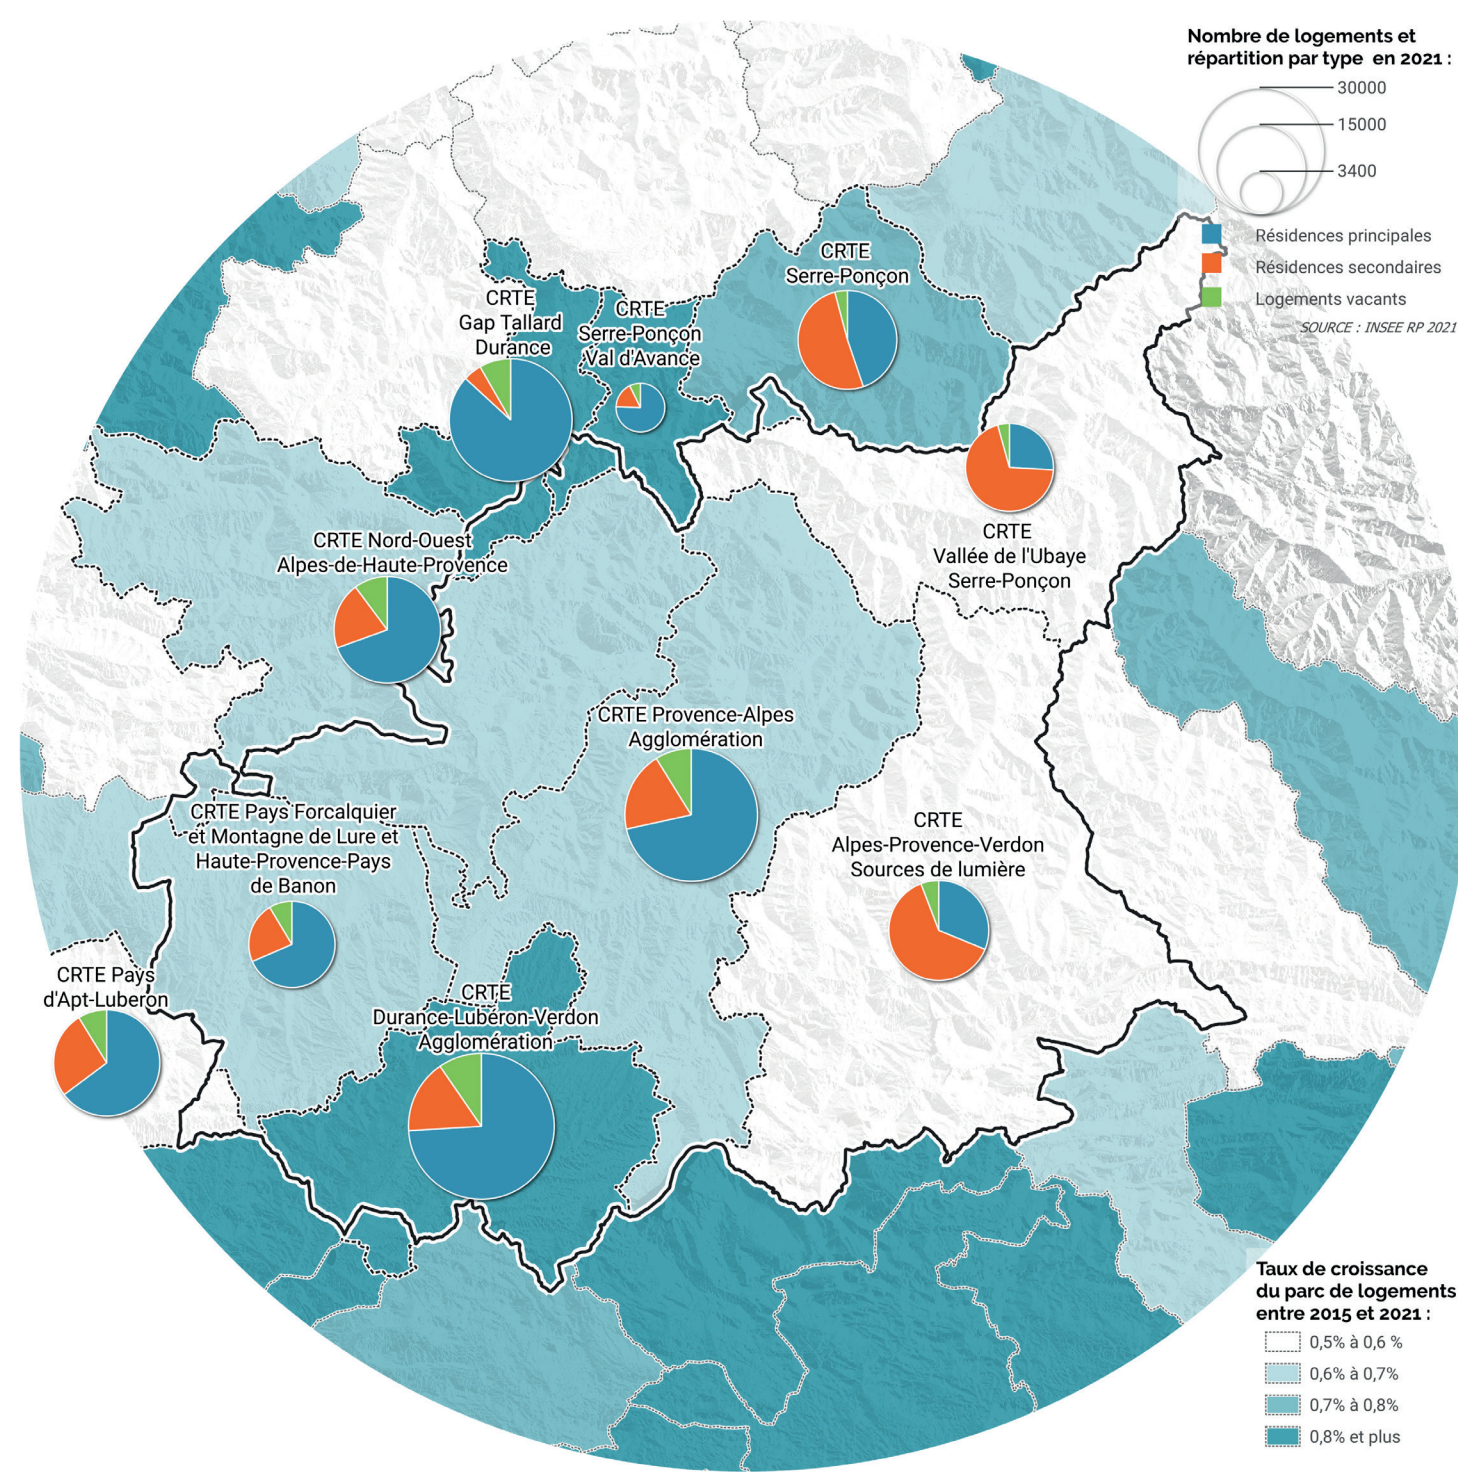 Nombre de logements et
répartition par type en 2021 :
30000
15000
3400
Résidences principales
Résidences secondaires
Logements vacants
SOURCE : INSEE RP 2021
CRTE
Serre-Ponçon
CRTE
Gap Tallard
Durance
CRTE
Serre-Ponçon
Val d'Avance
CRTE
Vallée de l'Ubaye
Serre-Ponçon
CRTE Nord-Ouest
Alpes-de-Haute-Provence
CRTE Provence-Alpes
Agglomération
CRTE Pays Forcalquier
et Montagne de Lure et
Haute-Provence-Pays
de Banon
CRTE
Alpes-Provence-Verdon
Sources de lumière
CRTE Pays
d'Apt-Luberon
CRTE
Durance-Lubéron-Verdon
Agglomération
Taux de croissance
du parc de logements
entre 2015 et 2021 :
0,5% à 0,6 %
0,6% à 0,7%
0,7% à 0,8%
0,8% et plus